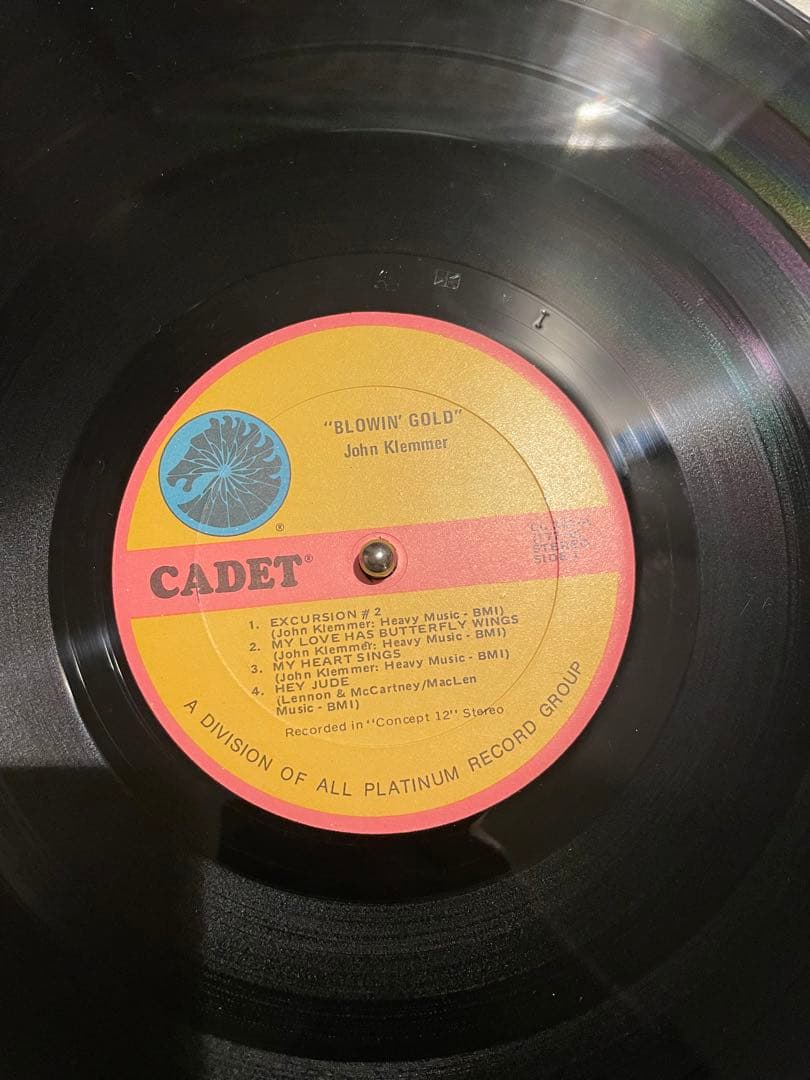 "BLOWIN' GOLD"
John Klemmer
®
CADET®
STEREO
SIDE
1. EXCURSION # 2
(John Klemmer: Heavy Music - BMI)
2. MY LOVE HAS BUTTERFLY WINGS
(John Klemmer: Heavy Music - BMI)
3. MY HEART SINGS
(John Klemmer: Heavy Music - BMI)
4. HEY JUDE
(Lennon & McCartney/MacLen
Music - BMI)
Recorded in "Concept 12" Stereo
A DIVISION OF ALL PLATINUM RECORD GROUP